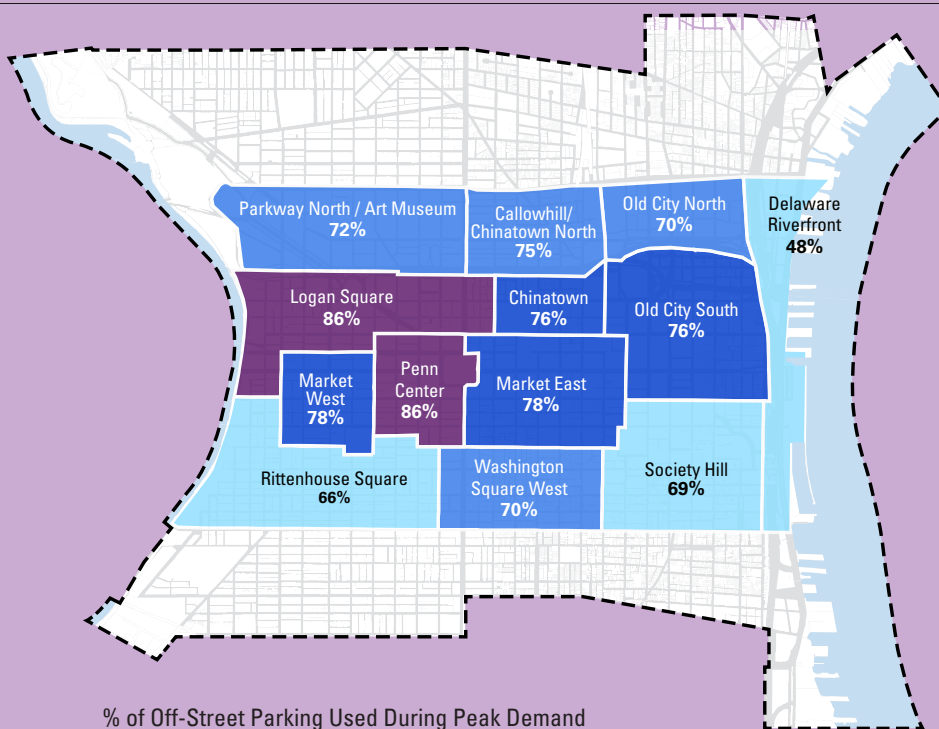 Parkway North / Art Museum
72%
Callowhill/
Chinatown North
75%
Old City North
70%
Delaware
Riverfront
48%
Logan Square
86%
Chinatown
76%
Old City South
76%
Market
West
78%
Penn
Center
86%
Market East
78%
Rittenhouse Square
66%
Washington
Square West
70%
Society Hill
69%
% of Off-Street Parking Used During Peak Demand